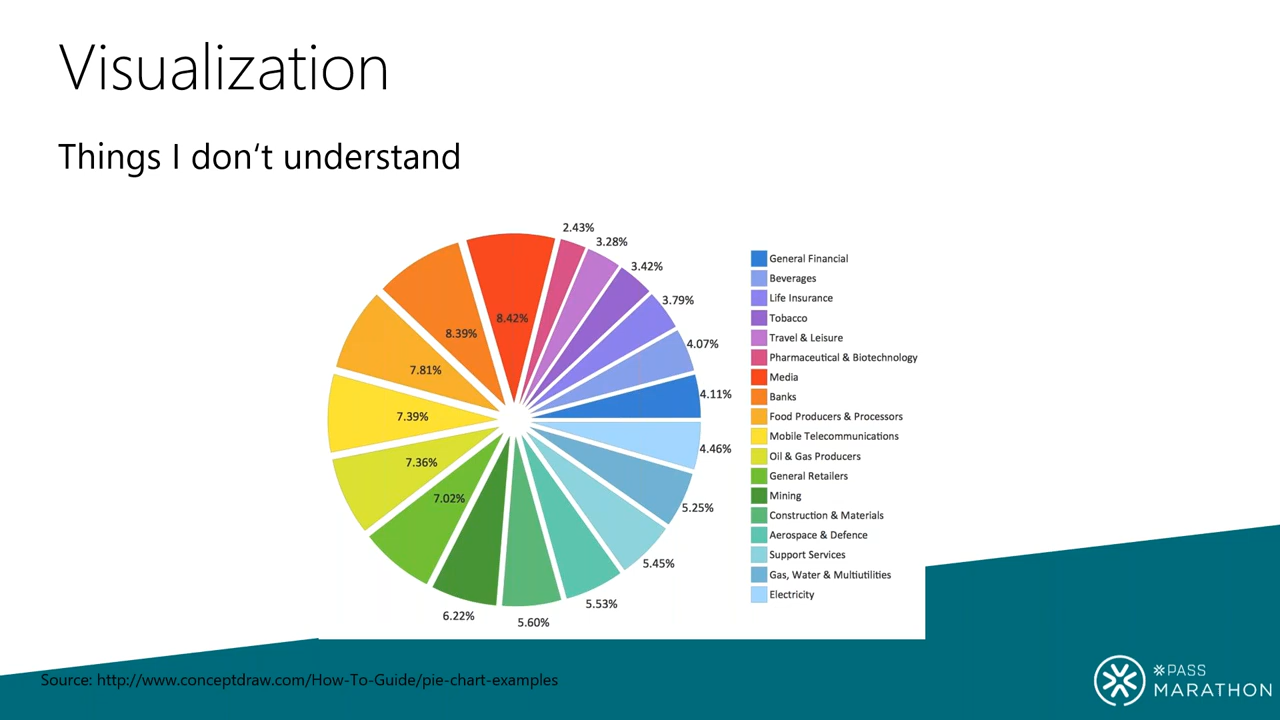 Visualization
Things I don‘t understand
2.43%
3.28%
3.42%
3.79%
4.07%
4.11%
4.46%
5.25%
5.45%
5.53%
5.60%
6.22%
7.02%
7.36%
7.39%
7.81%
8.39%
8.42%
General Financial
Beverages
Life Insurance
Tobacco
Travel & Leisure
Pharmaceutical & Biotechnology
Media
Banks
Food Producers & Processors
Mobile Telecommunications
Oil & Gas Producers
General Retailers
Mining
Construction & Materials
Aerospace & Defence
Support Services
Gas, Water & Multiutilities
Electricity
Source: http://www.conceptdraw.com/How-To-Guide/pie-chart-examples
PASS
MARATHON